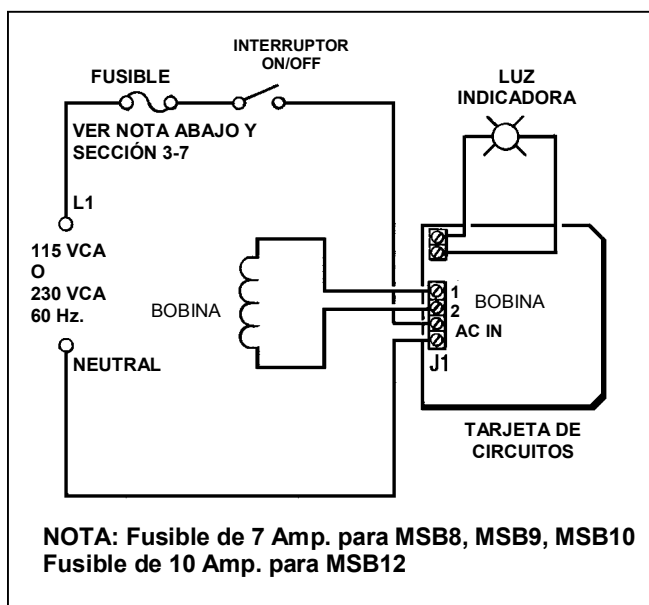 INTERRUPTOR
ON/OFF
FUSIBLE
LUZ
INDICADORA
VER NOTA ABAJO Y
SECCIÓN 3-7
L1
115 VCA
O
230 VCA
60 Hz.
NEUTRAL
BOBINA
1
2
BOBINA
AC IN
J1
TARJETA DE
CIRCUITOS
NOTA: Fusible de 7 Amp. para MSB8, MSB9, MSB10
Fusible de 10 Amp. para MSB12